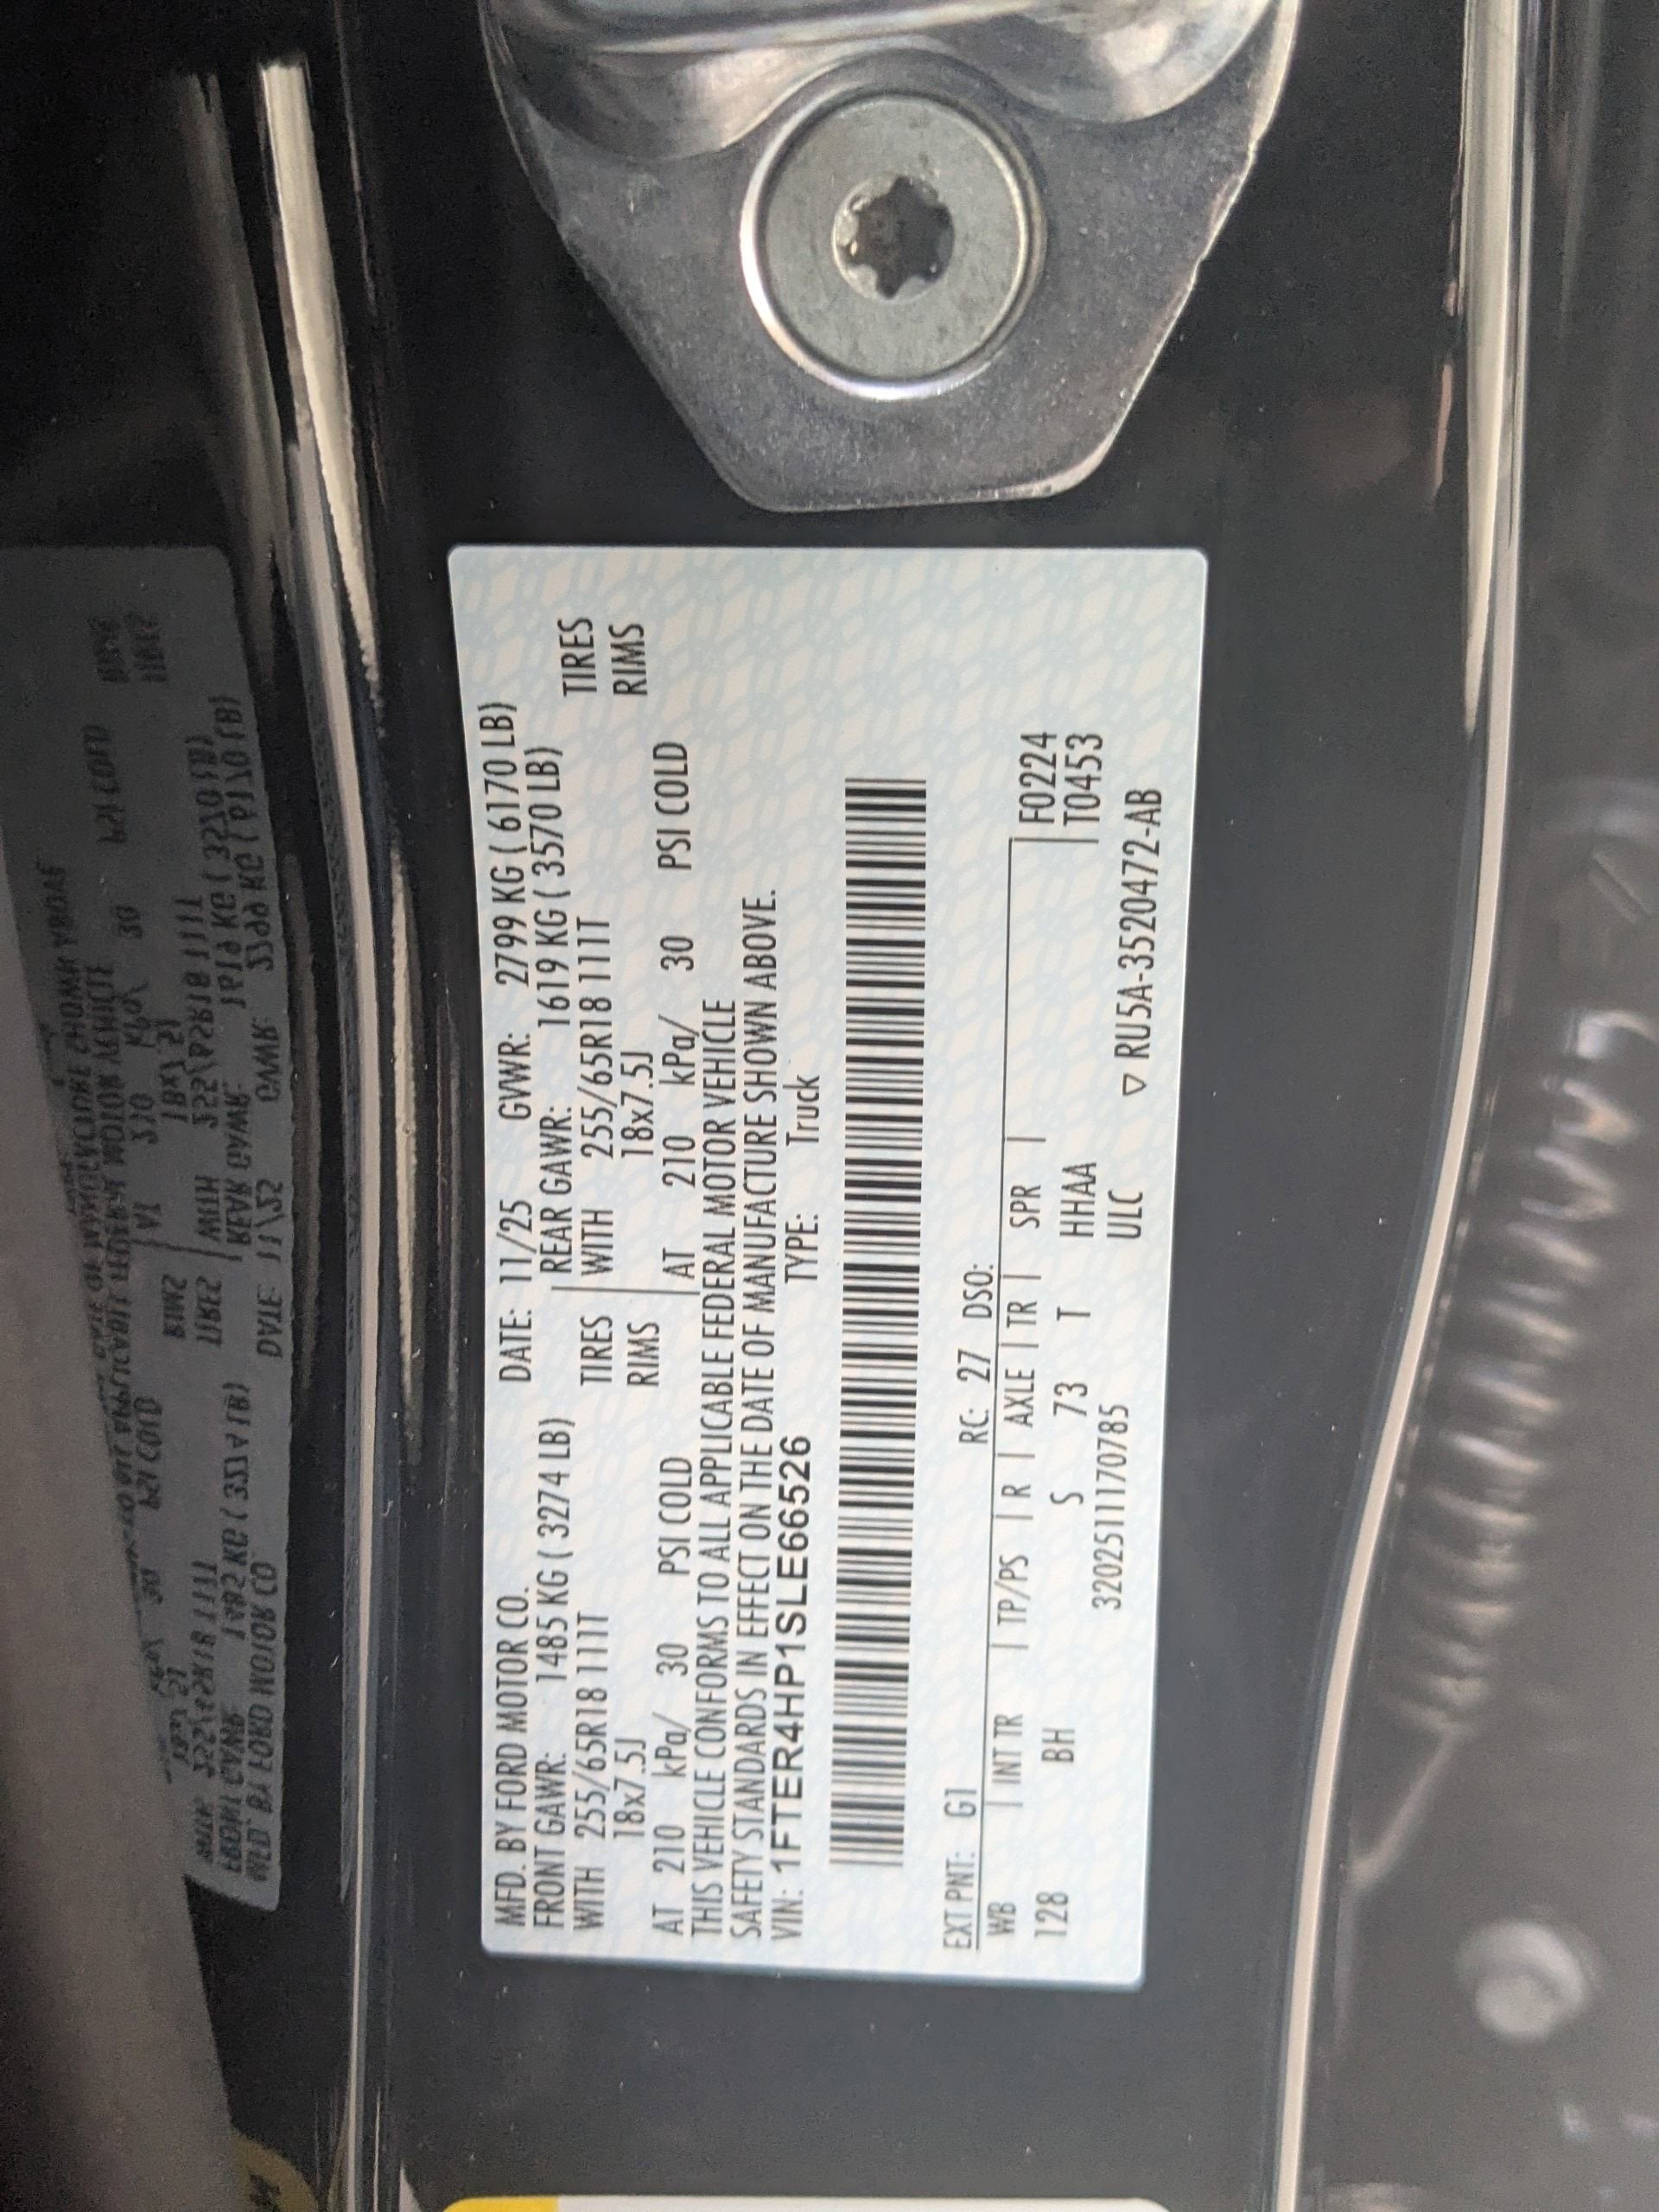 MFD. BY FORD MOTOR CO. DATE: 11/25 GVWR: 2799 KG ( 6170 LB)
FRONT GAWR: 1485 KG ( 3274 LB) REAR GAWR: 1619 KG ( 3570 LB)
WITH 255/65R18 111T TIRES WITH 255/65R18 111T TIRES
18x7.5J RIMS 18x7.5J RIMS
AT 210 kPa/ 30 PSI COLD AT 210 kPa/ 30 PSI COLD
THIS VEHICLE CONFORMS TO ALL APPLICABLE FEDERAL MOTOR VEHICLE
SAFETY STANDARDS IN EFFECT ON THE DATE OF MANUFACTURE SHOWN ABOVE.
VIN: 1FTER4HP1SLE66526 TYPE: Truck
EXT PNT: G1 RC: 27 DSO:
WB | INT TR | TP/PS | R | AXLE | TR | SPR | F0224
128 BH S 73 T HHAA T0453
320251117 0785 ULC ▽ RU5A-3520472-AB